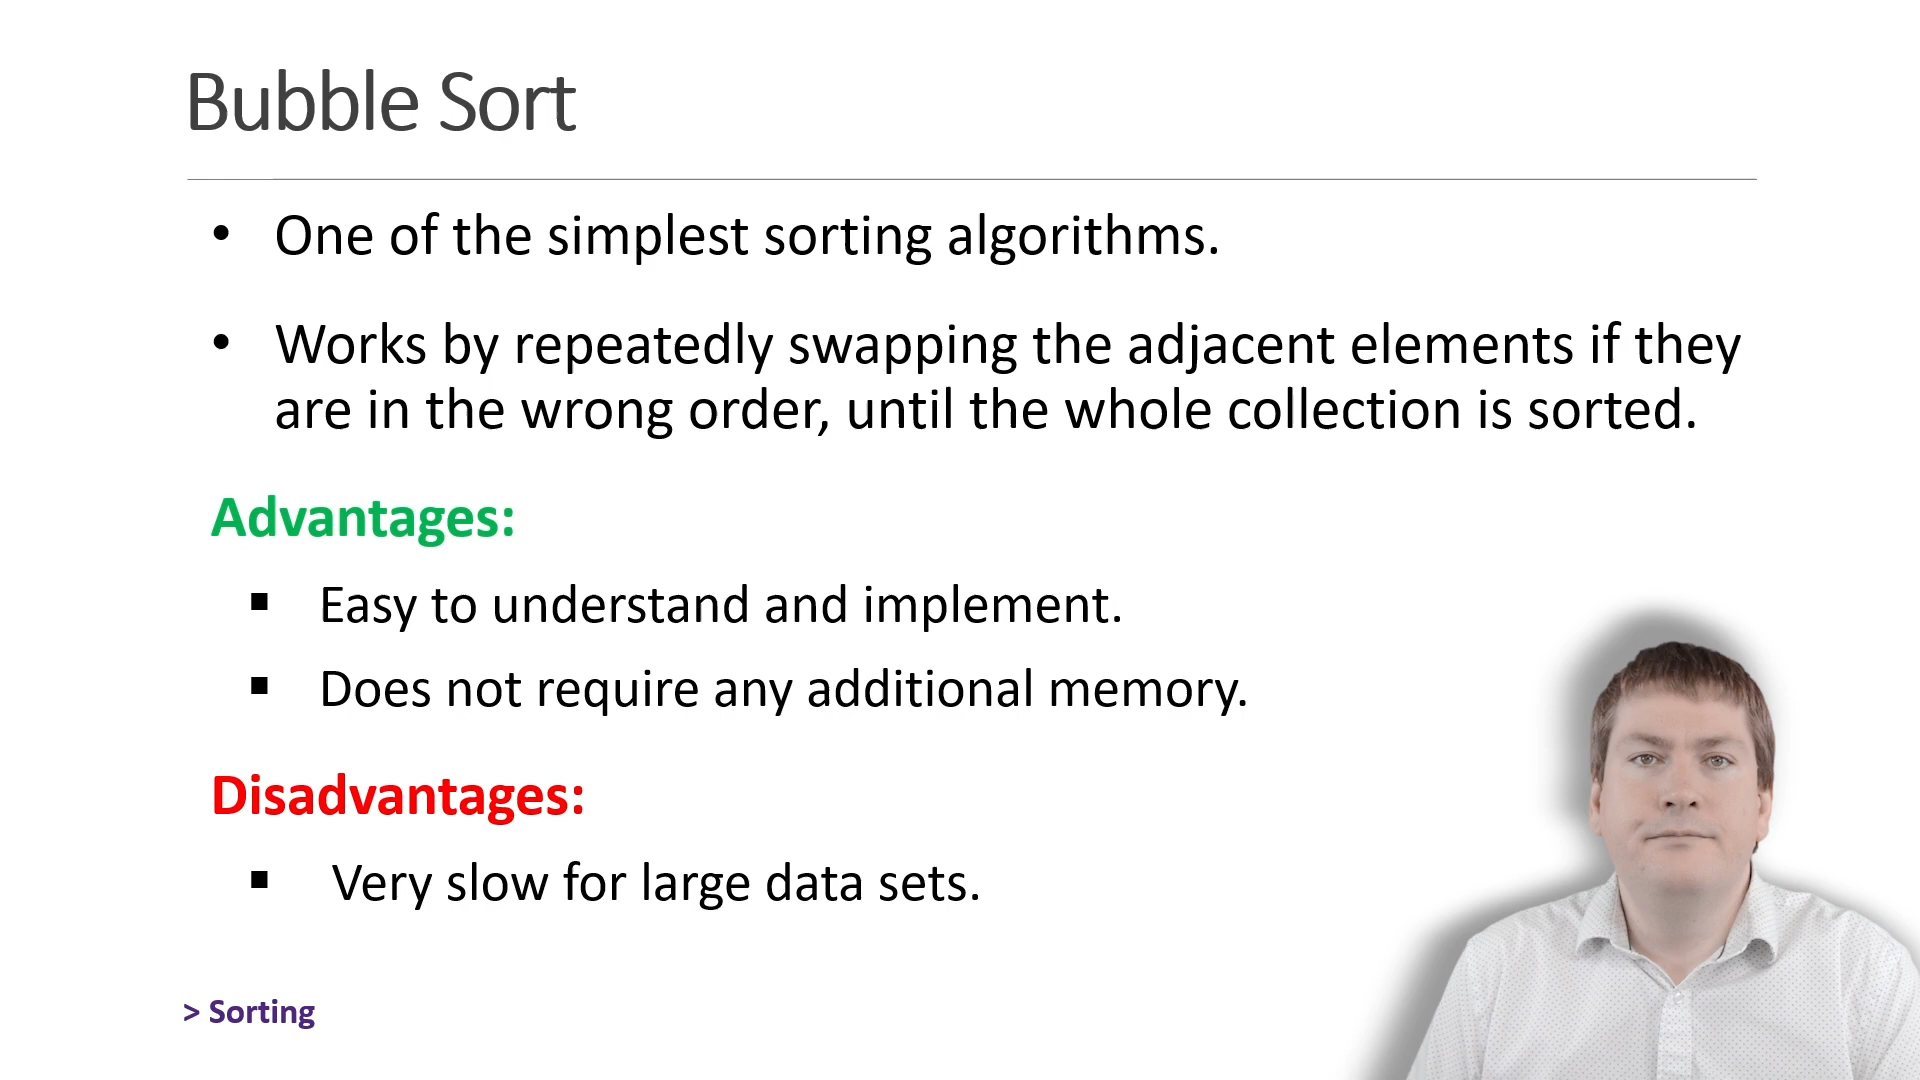 Bubble Sort
• One of the simplest sorting algorithms.
• Works by repeatedly swapping the adjacent elements if they
are in the wrong order, until the whole collection is sorted.
Advantages:
▪ Easy to understand and implement.
▪ Does not require any additional memory.
Disadvantages:
▪ Very slow for large data sets.
> Sorting